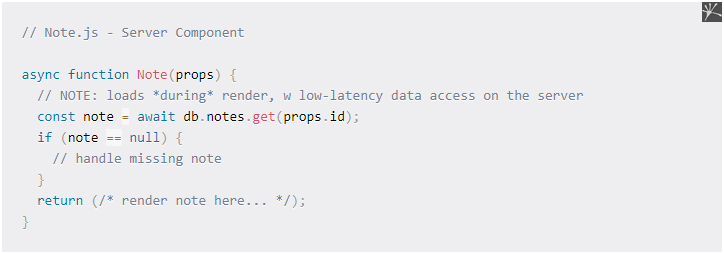 // Note.js - Server Component
async function Note(props) {
// NOTE: loads *during* render, w low-latency data access on the server
const note = await db.notes.get(props.id);
if (note == null) {
// handle missing note
}
return (/* render note here... */);
}